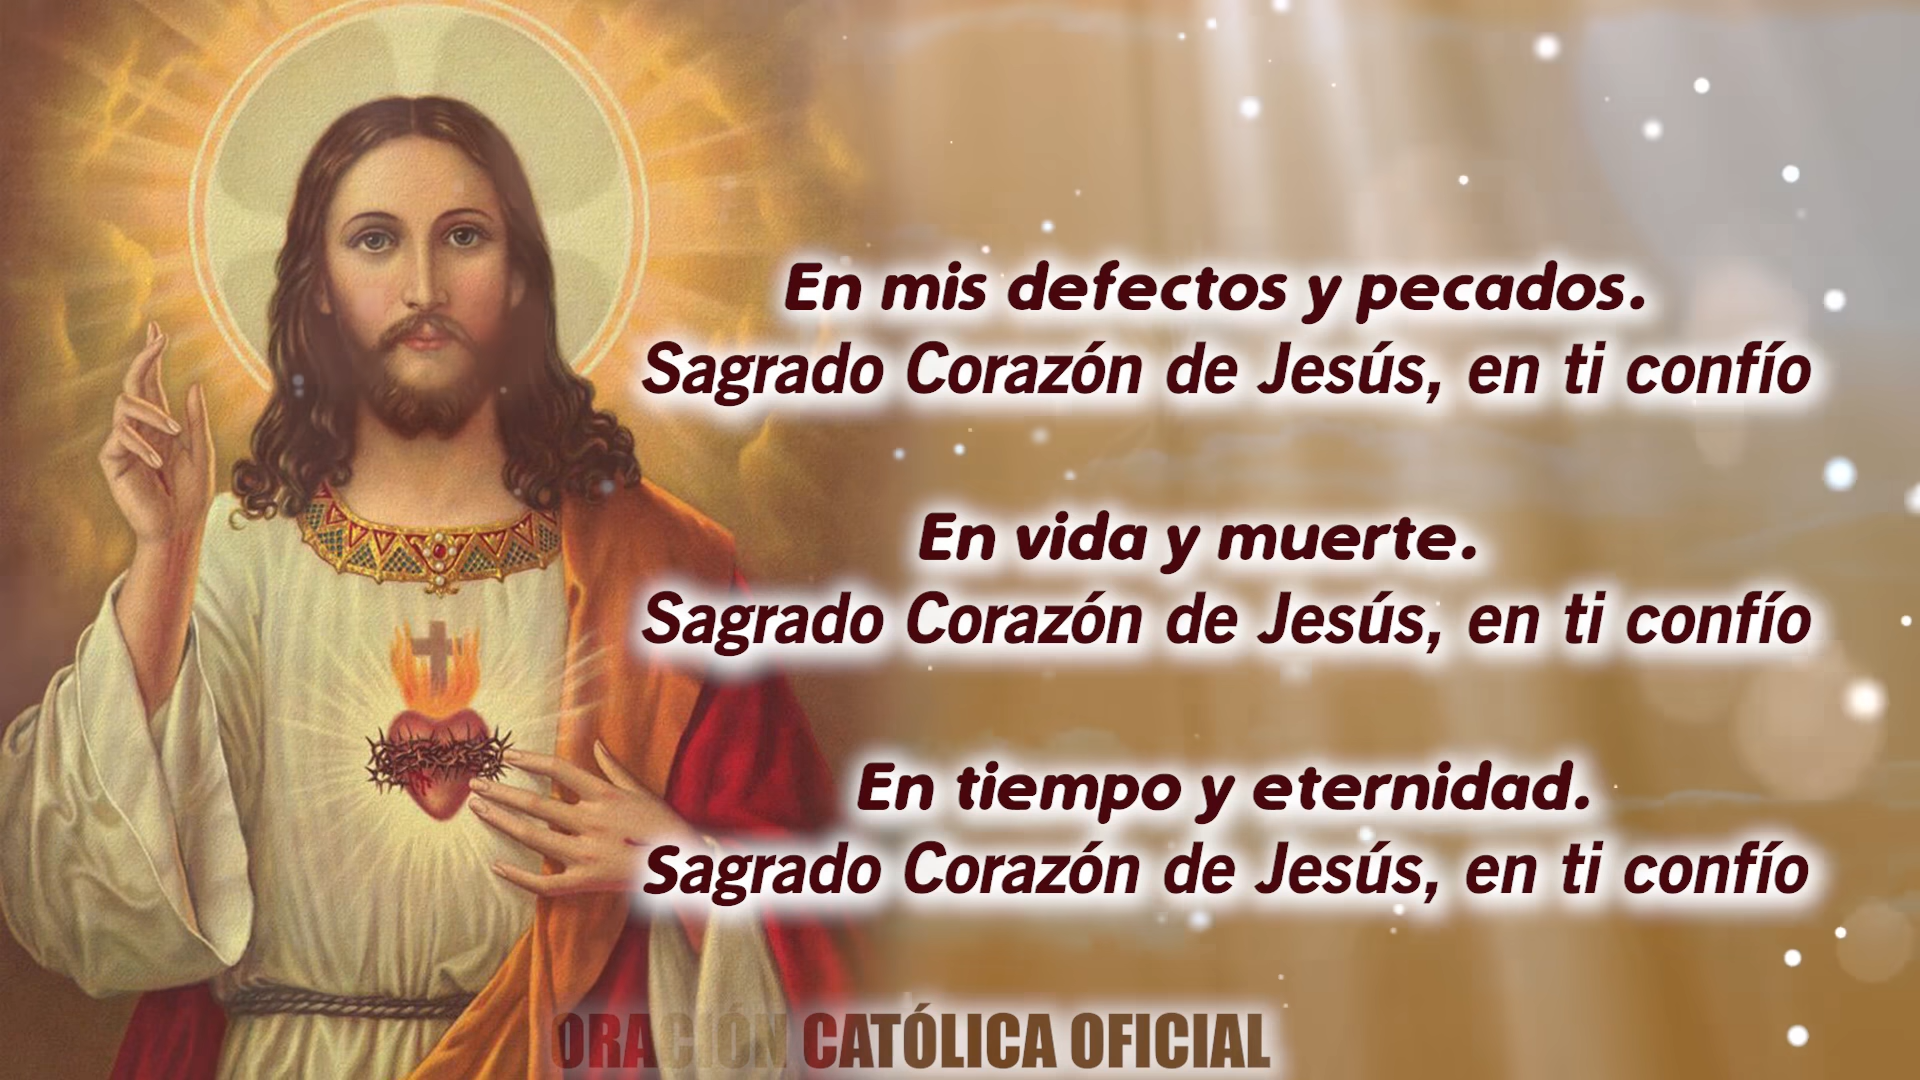 En mis defectos y pecados.
Sagrado Corazón de Jesús, en ti confío
En vida y muerte.
Sagrado Corazón de Jesús, en ti confío
En tiempo y eternidad.
Sagrado Corazón de Jesús, en ti confío
ORACIÓN CATÓLICA OFICIAL